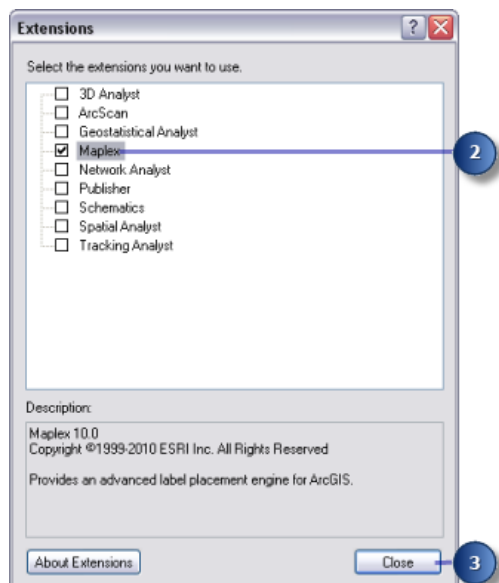 Extensions
Select the extensions you want to use.
3D Analyst
ArcScan
Geostatistical Analyst
Maplex
2
Network Analyst
Publisher
Schematics
Spatial Analyst
Tracking Analyst
Description:
Maplex 10.0
Copyright ©1999-2010 ESRI Inc. All Rights Reserved
Provides an advanced label placement engine for ArcGIS.
About Extensions
Close
3